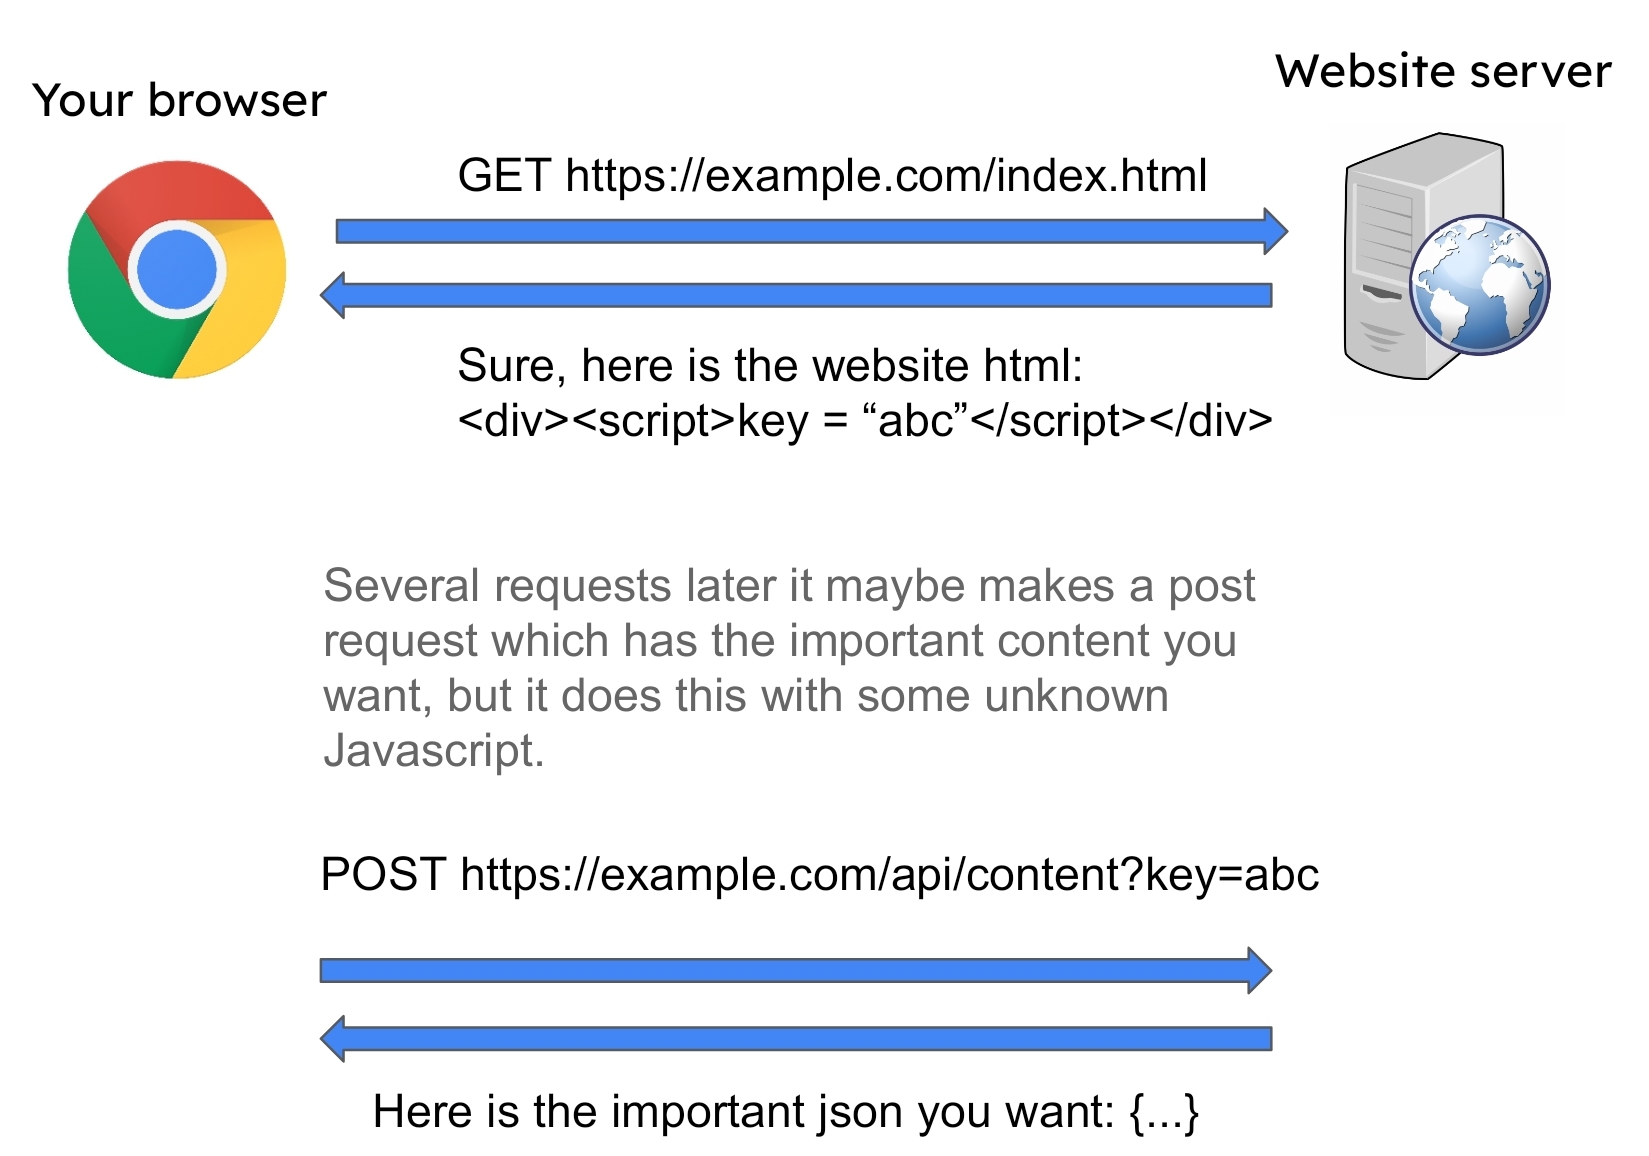 Your browser
Website server
GET https://example.com/index.html
Sure, here is the website html:
<div><script>key = “abc”</script></div>
Several requests later it maybe makes a post
request which has the important content you
want, but it does this with some unknown
Javascript.
POST https://example.com/api/content?key=abc
Here is the important json you want: {...}